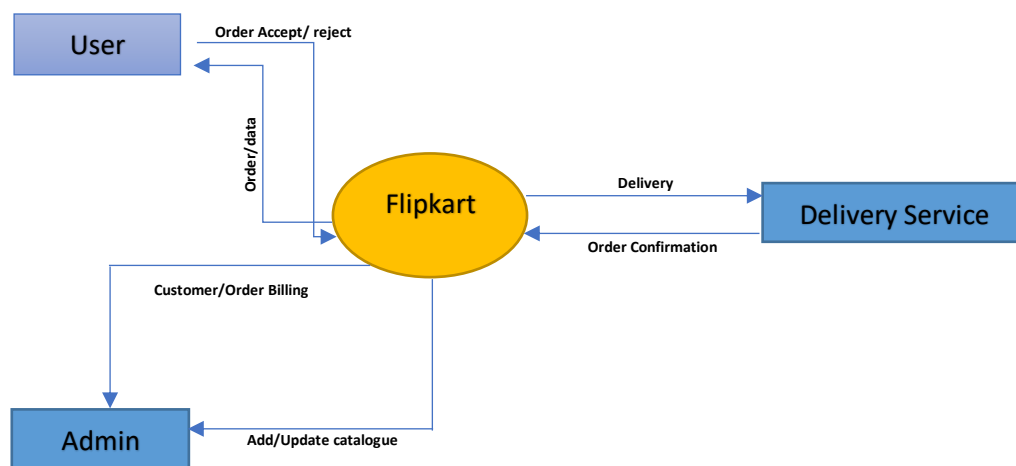 User
Order Accept/ reject
Order/data
Flipkart
Delivery
Delivery Service
Order Confirmation
Customer/Order Billing
Admin
Add/Update catalogue